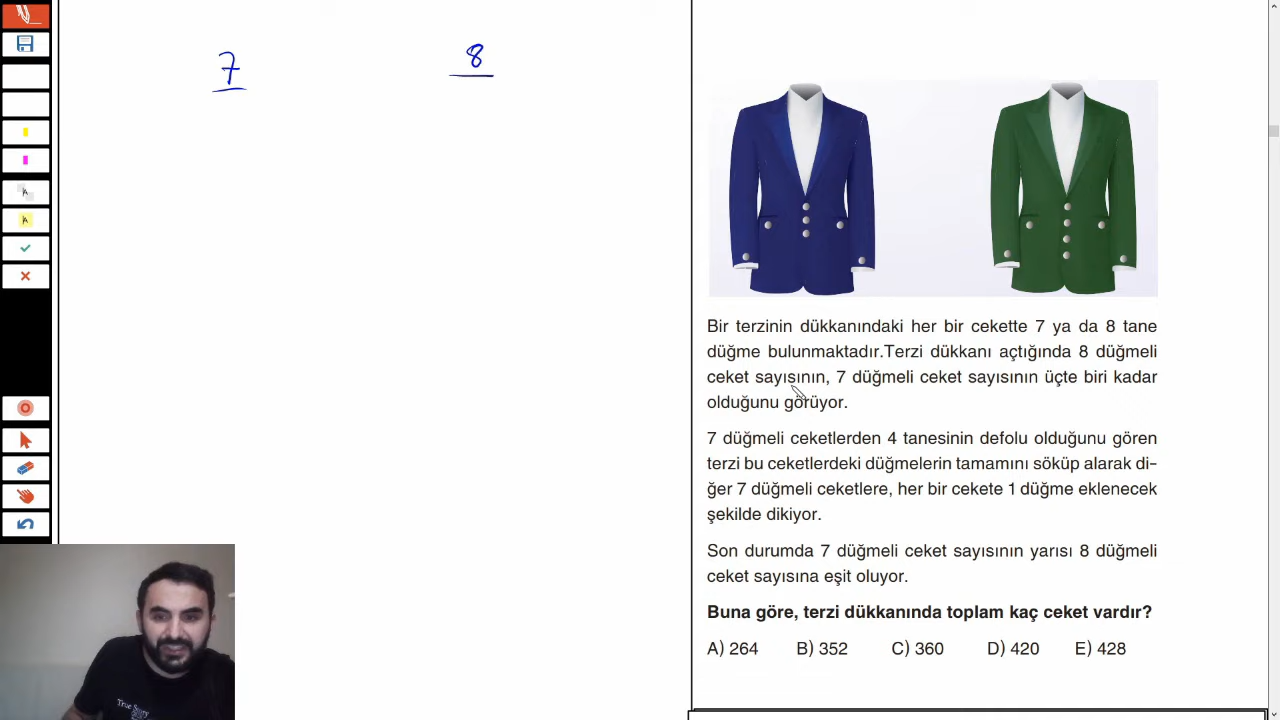 7
8
Bir terzinin dükkanındaki her bir cekette 7 ya da 8 tane
düğme bulunmaktadır.Terzi dükkanı açtığında 8 düğmeli
ceket sayısının, 7 düğmeli ceket sayısının üçte biri kadar
olduğunu görüyor.
7 düğmeli ceketlerden 4 tanesinin defolu olduğunu gören
terzi bu ceketlerdeki düğmelerin tamamını söküp alarak di-
ğer 7 düğmeli ceketlere, her bir cekete 1 düğme eklenecek
şekilde dikiyor.
Son durumda 7 düğmeli ceket sayısının yarısı 8 düğmeli
ceket sayısına eşit oluyor.
Buna göre, terzi dükkanında toplam kaç ceket vardır?
A) 264 B) 352 C) 360 D) 420 E) 428
True Story